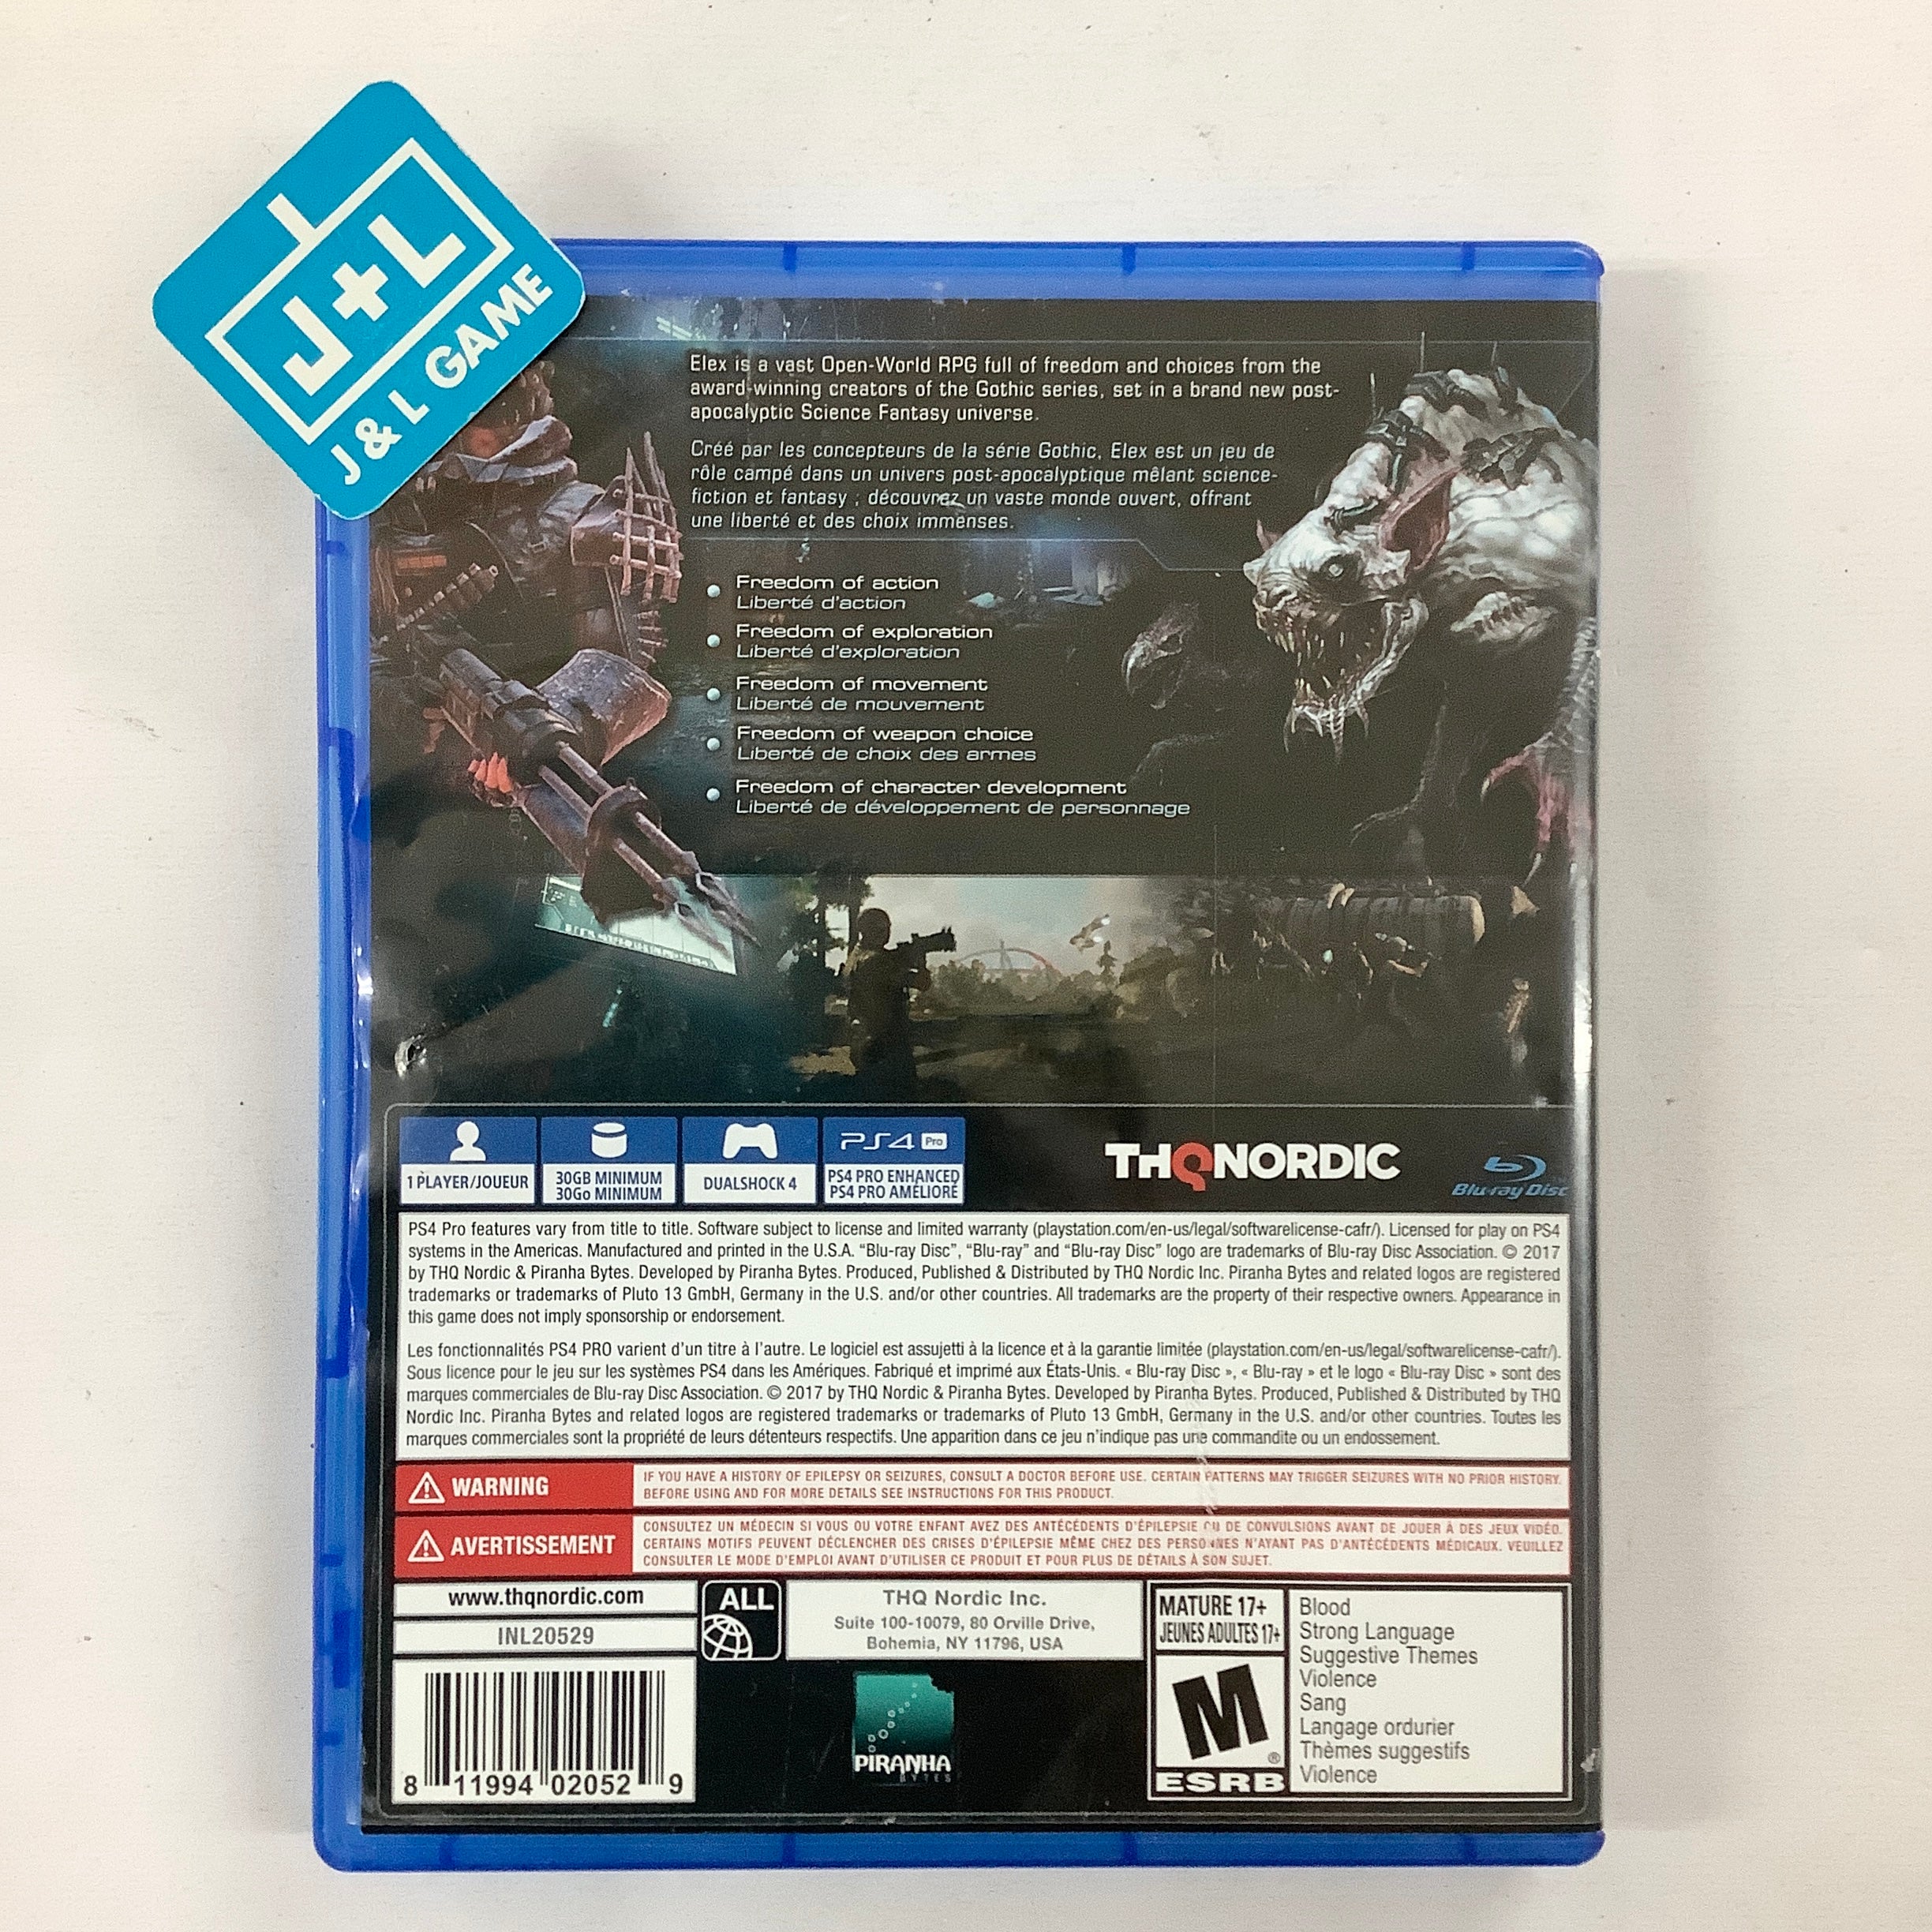 J+L
J & L GAME
Elex is a vast Open-World RPG full of freedom and choices from the
award-winning creators of the Gothic series, set in a brand new post-
apocalyptic Science Fantasy universe.
Créé par les concepteurs de la série Gothic, Elex est un jeu de
rôle campé dans un univers post-apocalyptique mêlant science-
fiction et fantasy ; découvrez un vaste monde ouvert, offrant
une liberté et des choix immenses.
Freedom of action
Liberté d'action
Freedom of exploration
Liberté d'exploration
Freedom of movement
Liberté de mouvement
Freedom of weapon choice
Liberté de choix des armes
Freedom of character development
Liberté de développement de personnage
PS4 Pro
1 PLAYER/JOUEUR
30GB MINIMUM
30Go MINIMUM
DUALSHOCK 4
PS4 PRO ENHANCED
PS4 PRO AMÉLIORÉ
THQNORDIC
Blu-ray Disc
PS4 Pro features vary from title to title. Software subject to license and limited warranty (playstation.com/en-us/legal/softwarelicense-cafr/). Licensed for play on PS4
systems in the Americas. Manufactured and printed in the U.S.A. “Blu-ray Disc”, “Blu-ray” and “Blu-ray Disc” logo are trademarks of Blu-ray Disc Association. © 2017
by THQ Nordic & Piranha Bytes. Developed by Piranha Bytes. Produced, Published & Distributed by THQ Nordic Inc. Piranha Bytes and related logos are registered
trademarks or trademarks of Pluto 13 GmbH, Germany in the U.S. and/or other countries. All trademarks are the property of their respective owners. Appearance in
this game does not imply sponsorship or endorsement.
Les fonctionnalités PS4 PRO varient d’un titre à l’autre. Le logiciel est assujetti à la licence et à la garantie limitée (playstation.com/en-us/legal/softwarelicense-cafr/).
Sous licence pour le jeu sur les systèmes PS4 dans les Amériques. Fabriqué et imprimé aux États-Unis. « Blu-ray Disc », « Blu-ray » et le logo « Blu-ray Disc » sont des
marques commerciales de Blu-ray Disc Association. © 2017 by THQ Nordic & Piranha Bytes. Developed by Piranha Bytes. Produced, Published & Distributed by THQ
Nordic Inc. Piranha Bytes and related logos are registered trademarks or trademarks of Pluto 13 GmbH, Germany in the U.S. and/or other countries. Toutes les
marques commerciales sont la propriété de leurs détenteurs respectifs. Une apparition dans ce jeu n’indique pas une commandite ou un endossement.
WARNING
IF YOU HAVE A HISTORY OF EPILEPSY OR SEIZURES, CONSULT A DOCTOR BEFORE USE. CERTAIN PATTERNS MAY TRIGGER SEIZURES WITH NO PRIOR HISTORY.
BEFORE USING AND FOR MORE DETAILS SEE INSTRUCTIONS FOR THIS PRODUCT.
AVERTISSEMENT
CONSULTEZ UN MÉDECIN SI VOUS OU VOTRE ENFANT AVEZ DES ANTÉCÉDENTS D’ÉPILEPSIE OU DE CONVULSIONS AVANT DE JOUER À DES JEUX VIDÉO.
CERTAINS MOTIFS PEUVENT DÉCLENCHER DES CRISES D’ÉPILEPSIE MÊME CHEZ DES PERSONNES N’AYANT PAS D’ANTÉCÉDENTS MÉDICAUX. VEUILLEZ
CONSULTER LE MODE D’EMPLOI AVANT D’UTILISER CE PRODUIT ET POUR PLUS DE DÉTAILS À SON SUJET.
www.thqnordic.com
INL20529
ALL
THQ Nordic Inc.
Suite 100-10079, 80 Orville Drive,
Bohemia, NY 11796, USA
8 11994 02052 9
PIRANHA
BYTES
MATURE 17+
JEUNES ADULTES 17+
M
®
ESRB
Blood
Strong Language
Suggestive Themes
Violence
Sang
Langage ordurier
Thèmes suggestifs
Violence